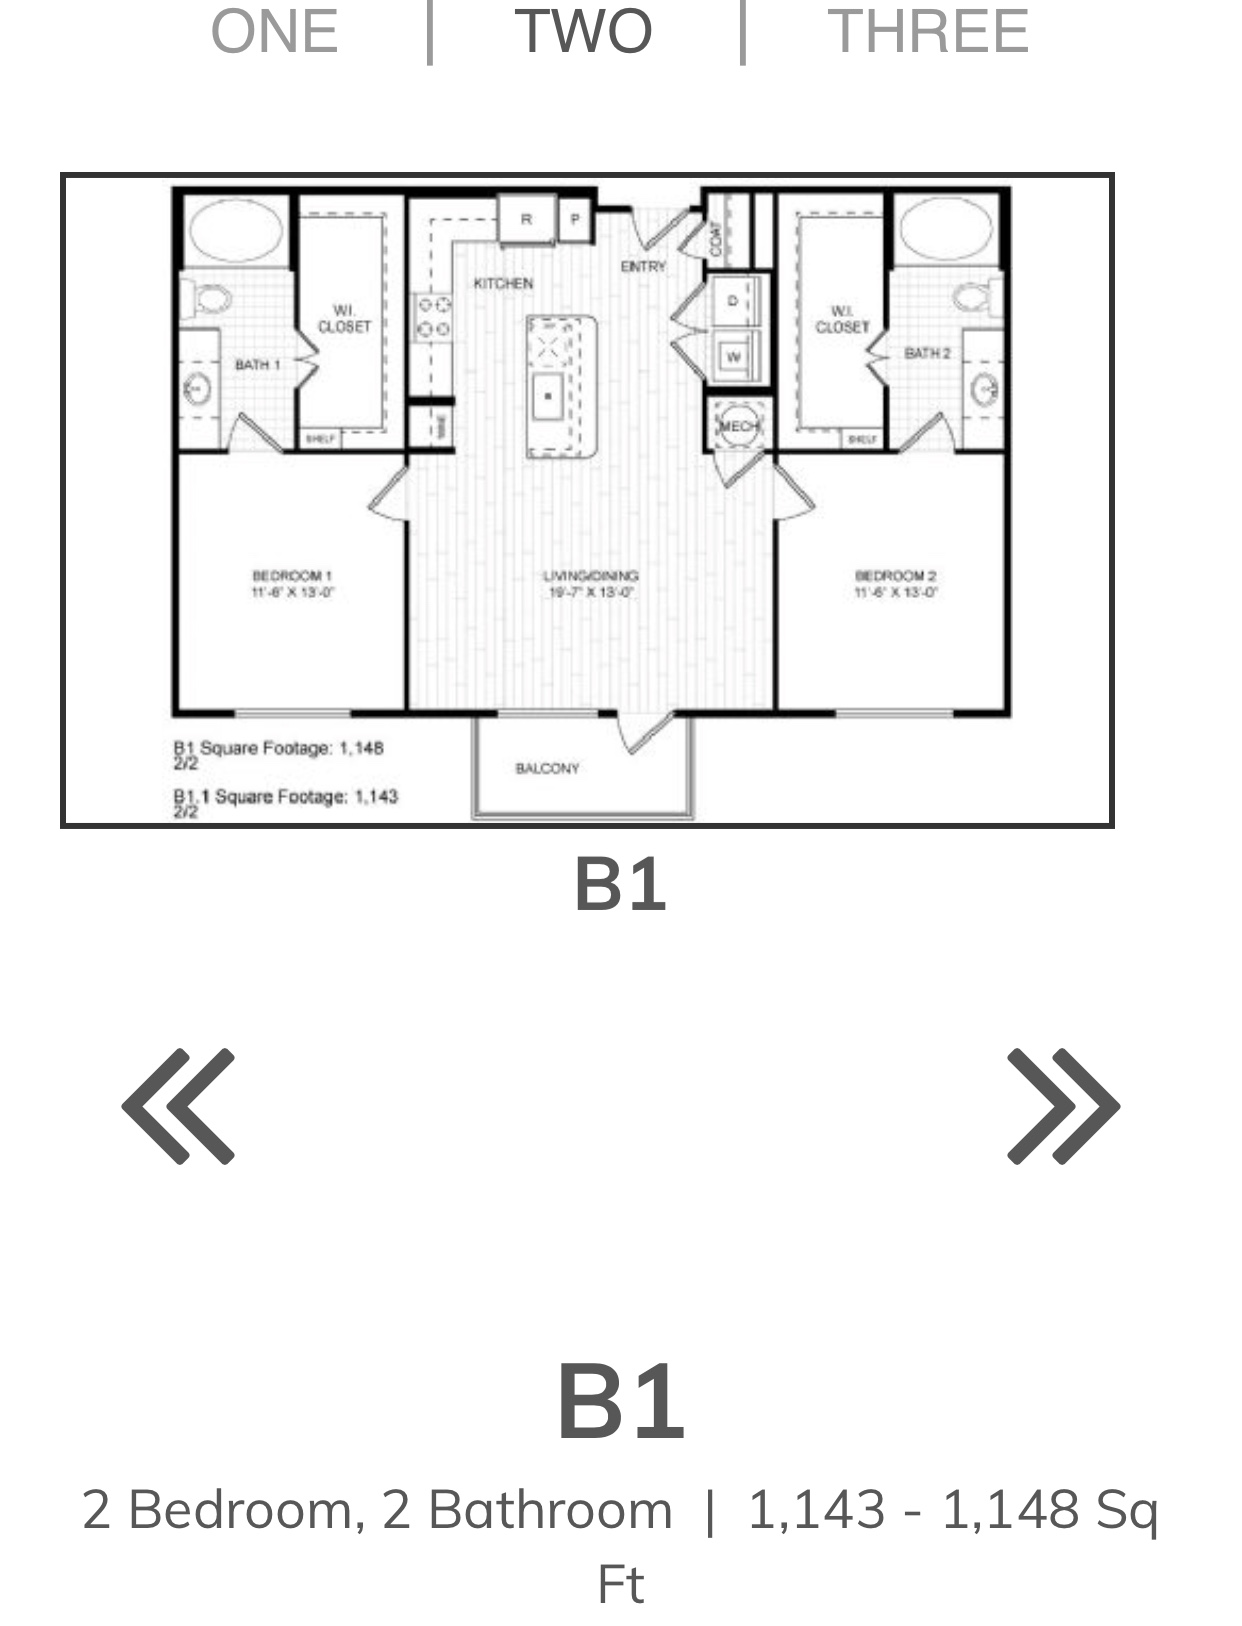 ONE | TWO | THREE
R P
COAT
ENTRY
KITCHEN
D
W.I.
CLOSET
W.I.
CLOSET
BATH 1
W
BATH 2
MECH
SHELF
SHELF
BEDROOM 1
11'-6" X 13'-0"
LIVING/DINING
19'-7" X 13'-0"
BEDROOM 2
11'-6" X 13'-0"
B1 Square Footage: 1,148
2/2
BALCONY
B1.1 Square Footage: 1,143
2/2
B1
B1
2 Bedroom, 2 Bathroom | 1,143 - 1,148 Sq
Ft